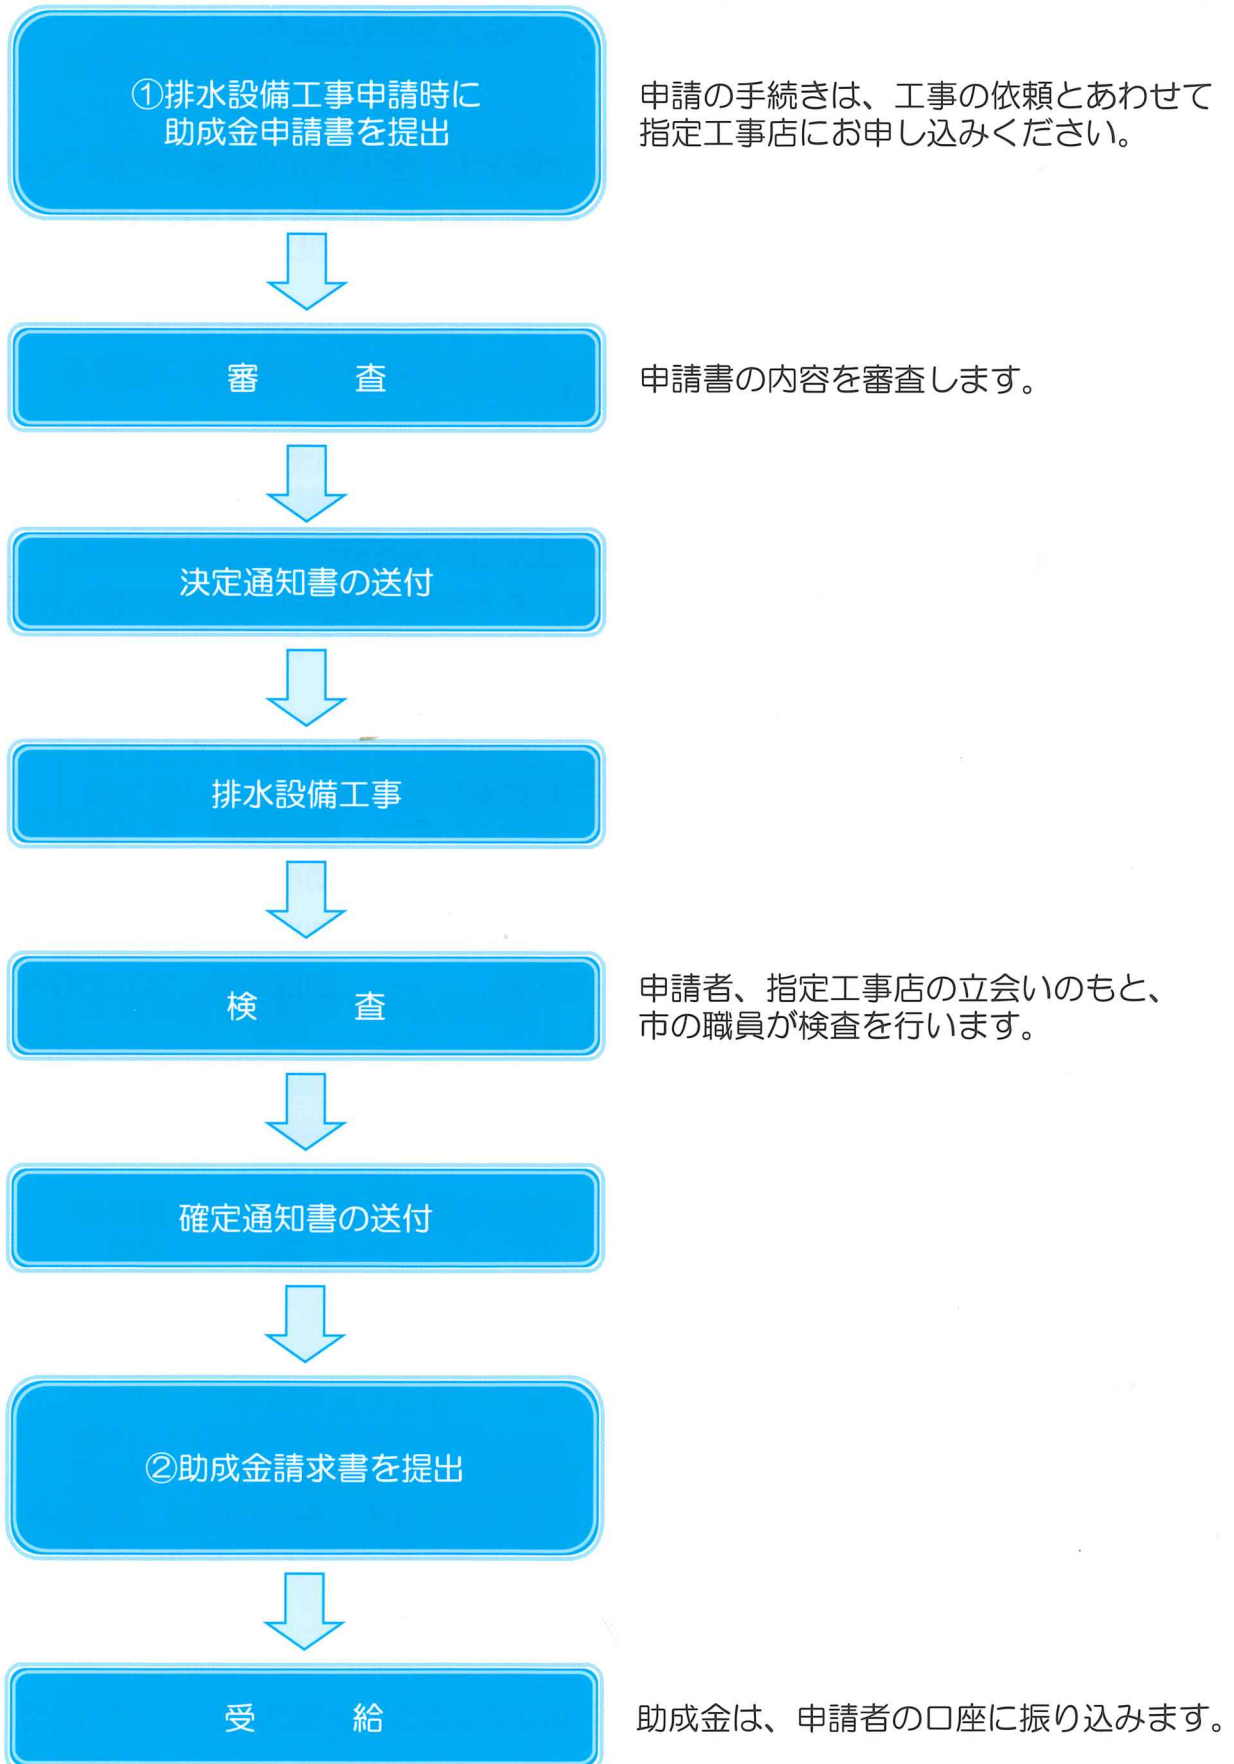 ①排水設備工事申請時に
助成金申請書を提出
申請の手続きは、工事の依頼とあわせて
指定工事店にお申し込みください。
審　　　査
申請書の内容を審査します。
決定通知書の送付
排水設備工事
検　　　査
申請者、指定工事店の立会いのもと、
市の職員が検査を行います。
確定通知書の送付
②助成金請求書を提出
受　　　給
助成金は、申請者の口座に振り込みます。